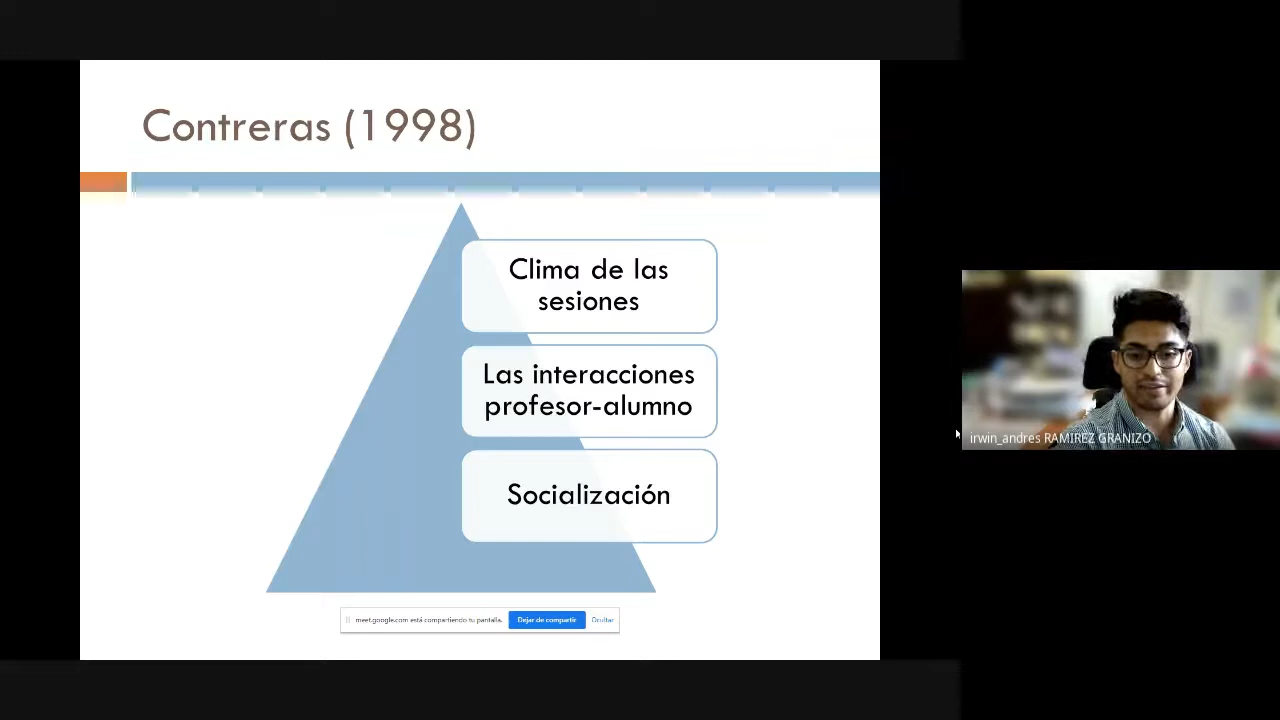 Contreras (1998)
Clima de las
sesiones
Las interacciones
profesor-alumno
Socialización
irwin_andres RAMIREZ GRANIZO
meet.google.com está compartiendo tu pantalla. Dejar de compartir Ocultar